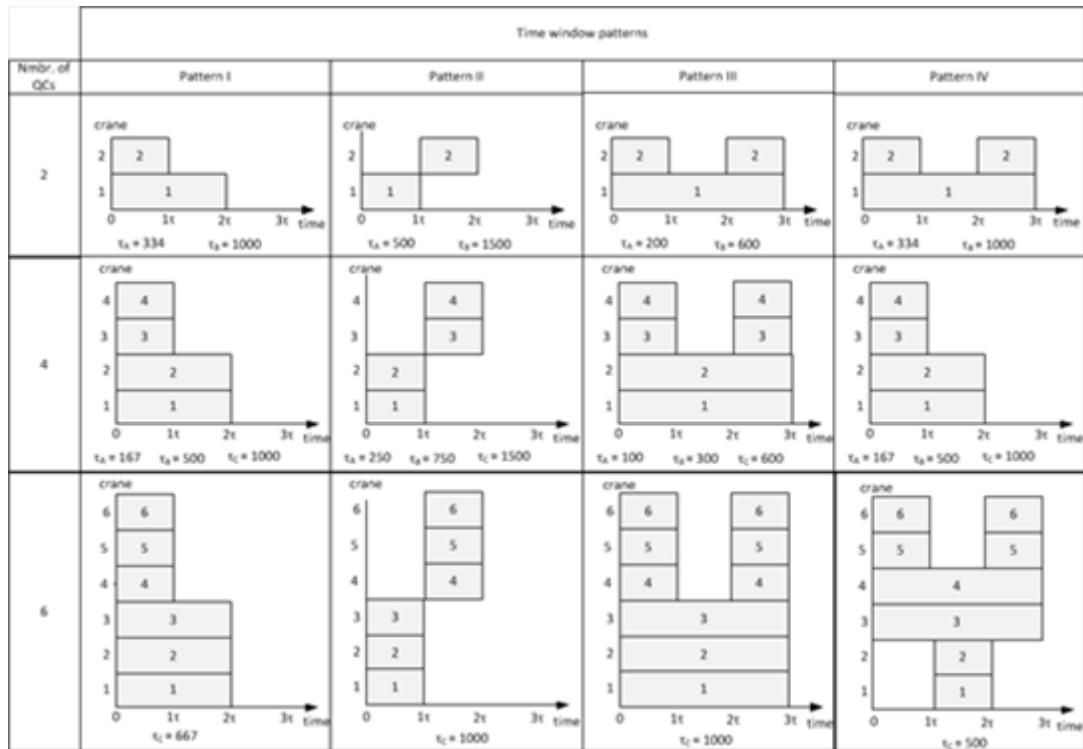 Time window patterns
Nmbr. of QCs
Pattern I
Pattern II
Pattern III
Pattern IV
2
crane
2
2
1
1
0 1t 2t 3t time
τA = 334 τB = 1000
crane
2
2
1
1
0 1t 2t 3t time
τA = 500 τB = 1500
crane
2
2 2
1
1
0 1t 2t 3t time
τA = 200 τB = 600
crane
2
2 2
1
1
0 1t 2t 3t time
τA = 334 τB = 1000
4
crane
4 4
3 3
2 2
1 1
0 1t 2t 3t time
τA = 167 τB = 500 τC = 1000
crane
4 4
3 3
2 2
1 1
0 1t 2t 3t time
τA = 250 τB = 750 τC = 1500
crane
4 4 4
3 3 3
2 2
1 1
0 1t 2t 3t time
τA = 100 τB = 300 τC = 600
crane
4 4
3 3
2 2
1 1
0 1t 2t 3t time
τA = 167 τB = 500 τC = 1000
6
crane
6 6
5 5
4 4
3 3
2 2
1 1
0 1t 2t 3t time
τC = 667
crane
6 6
5 5
4 4
3 3
2 2
1 1
0 1t 2t 3t time
τC = 1000
crane
6 6 6
5 5 5
4 4 4
3 3
2 2
1 1
0 1t 2t 3t time
τC = 1000
crane
6 6 6
5 5 5
4 4
3 3
2 2
1 1
0 1t 2t 3t time
τC = 500